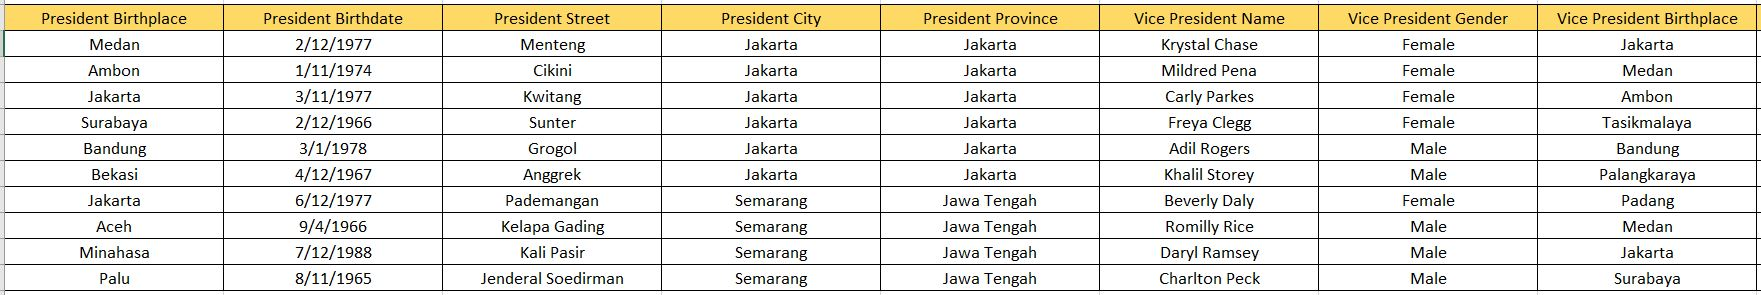 President Birthplace President Birthdate President Street President City President Province Vice President Name Vice President Gender Vice President Birthplace
Medan 2/12/1977 Menteng Jakarta Jakarta Krystal Chase Female Jakarta
Ambon 1/11/1974 Cikini Jakarta Jakarta Mildred Pena Female Medan
Jakarta 3/11/1977 Kwitang Jakarta Jakarta Carly Parkes Female Ambon
Surabaya 2/12/1966 Sunter Jakarta Jakarta Freya Clegg Female Tasikmalaya
Bandung 3/1/1978 Grogol Jakarta Jakarta Adil Rogers Male Bandung
Bekasi 4/12/1967 Anggrek Jakarta Jakarta Khalil Storey Male Palangkaraya
Jakarta 6/12/1977 Pademangan Semarang Jawa Tengah Beverly Daly Female Padang
Aceh 9/4/1966 Kelapa Gading Semarang Jawa Tengah Romilly Rice Male Medan
Minahasa 7/12/1988 Kali Pasir Semarang Jawa Tengah Daryl Ramsey Male Jakarta
Palu 8/11/1965 Jenderal Soedirman Semarang Jawa Tengah Charlton Peck Male Surabaya